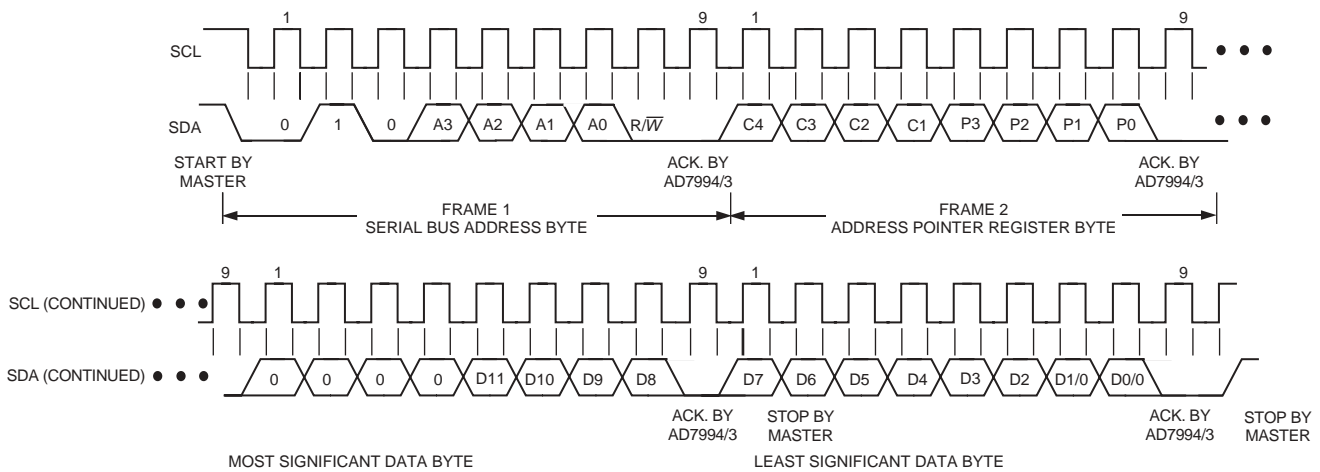 1 9 1 9
SCL
SDA 0 1 0 A3 A2 A1 A0 R/W̅ C4 C3 C2 C1 P3 P2 P1 P0
START BY MASTER
ACK. BY AD7994/3
ACK. BY AD7994/3
FRAME 1
SERIAL BUS ADDRESS BYTE
FRAME 2
ADDRESS POINTER REGISTER BYTE
9 1 9 1 9
SCL (CONTINUED)
SDA (CONTINUED) 0 0 0 0 D11 D10 D9 D8 D7 D6 D5 D4 D3 D2 D1/0 D0/0
ACK. BY AD7994/3
STOP BY MASTER
ACK. BY AD7994/3
STOP BY MASTER
MOST SIGNIFICANT DATA BYTE
LEAST SIGNIFICANT DATA BYTE